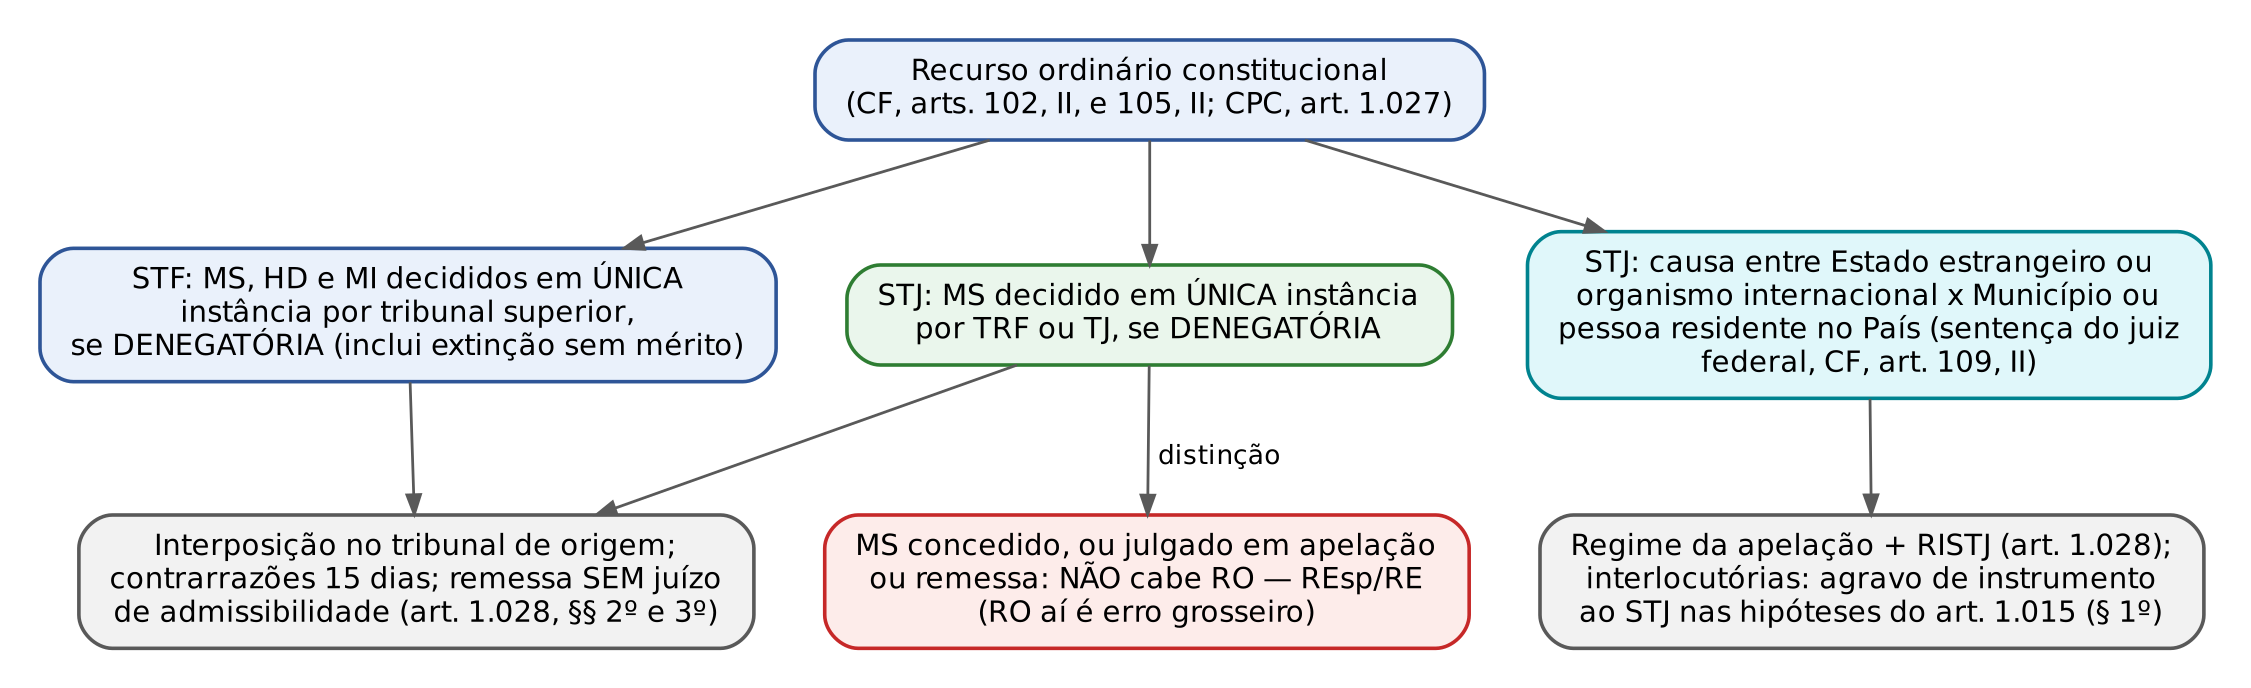 Recurso ordinário constitucional
(CF, arts. 102, II, e 105, II; CPC, art. 1.027)
STF: MS, HD e MI decididos em ÚNICA
instância por tribunal superior,
se DENEGATÓRIA (inclui extinção sem mérito)
STJ: MS decidido em ÚNICA instância
por TRF ou TJ, se DENEGATÓRIA
STJ: causa entre Estado estrangeiro ou
organismo internacional x Município ou
pessoa residente no País (sentença do juiz
federal, CF, art. 109, II)
distinção
Interposição no tribunal de origem;
contrarrazões 15 dias; remessa SEM juízo
de admissibilidade (art. 1.028, §§ 2º e 3º)
MS concedido, ou julgado em apelação
ou remessa: NÃO cabe RO — REsp/RE
(RO aí é erro grosseiro)
Regime da apelação + RISTJ (art. 1.028);
interlocutórias: agravo de instrumento
ao STJ nas hipóteses do art. 1.015 (§ 1º)